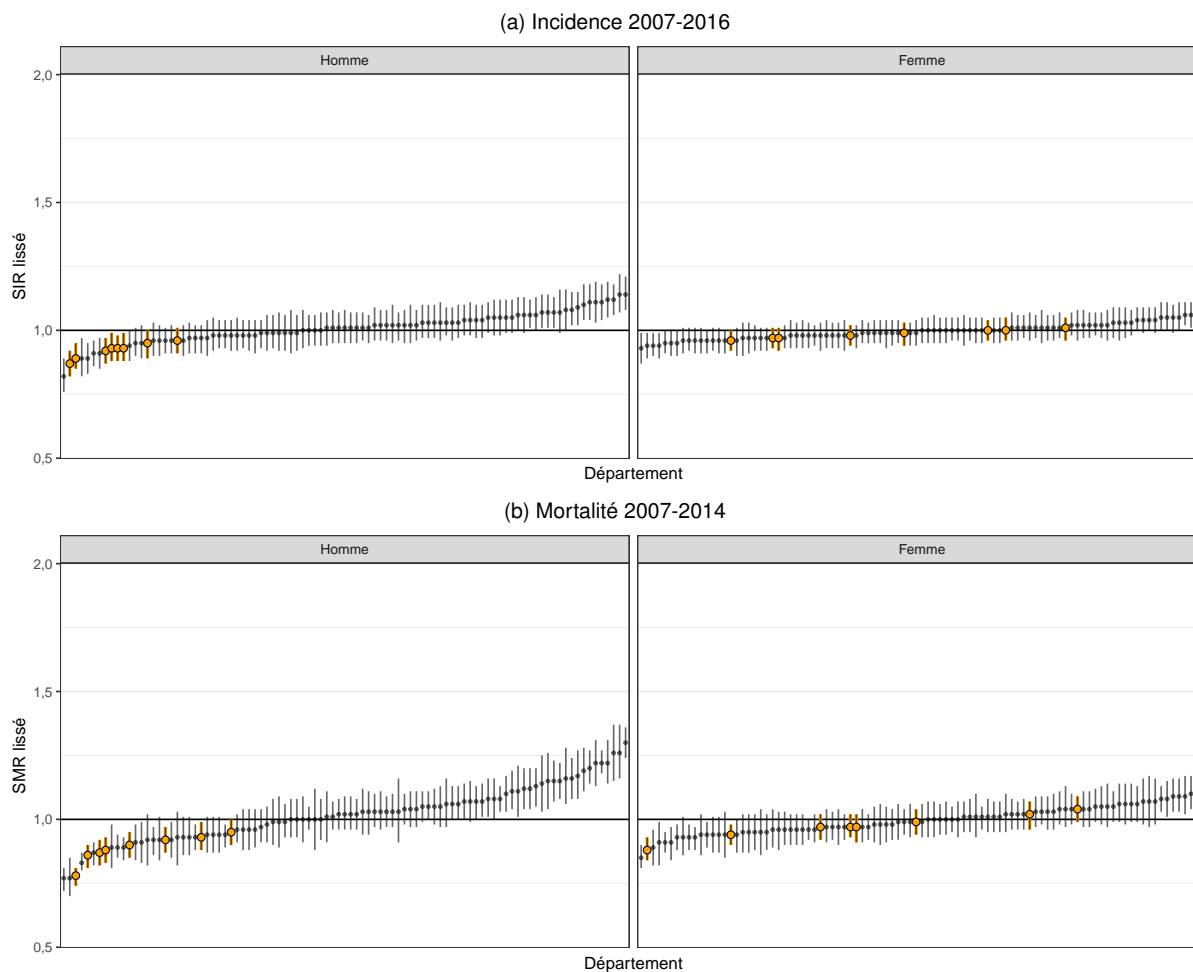 (a) Incidence 2007-2016
Homme
Femme
2,0
1,5
1,0
0,5
SIR lissé
Département
(b) Mortalité 2007-2014
Homme
Femme
2,0
1,5
1,0
0,5
SMR lissé
Département